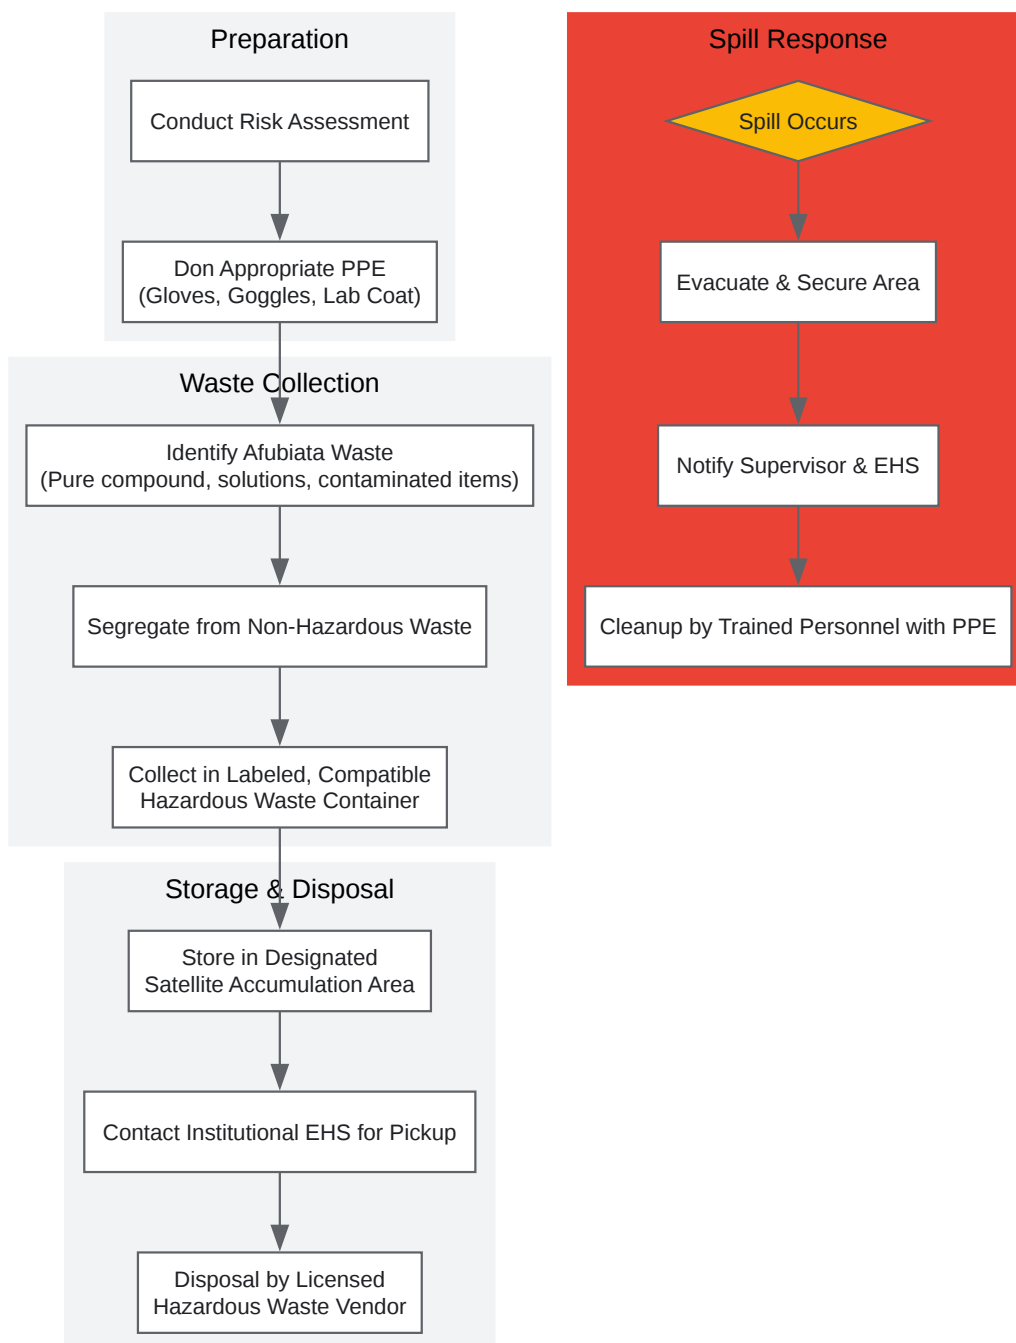 Preparation
Conduct Risk Assessment
Don Appropriate PPE
(Gloves, Goggles, Lab Coat)
Waste Collection
Identify Afubiata Waste
(Pure compound, solutions, contaminated items)
Segregate from Non-Hazardous Waste
Collect in Labeled, Compatible
Hazardous Waste Container
Storage & Disposal
Store in Designated
Satellite Accumulation Area
Contact Institutional EHS for Pickup
Disposal by Licensed
Hazardous Waste Vendor
Spill Response
Spill Occurs
Evacuate & Secure Area
Notify Supervisor & EHS
Cleanup by Trained Personnel with PPE